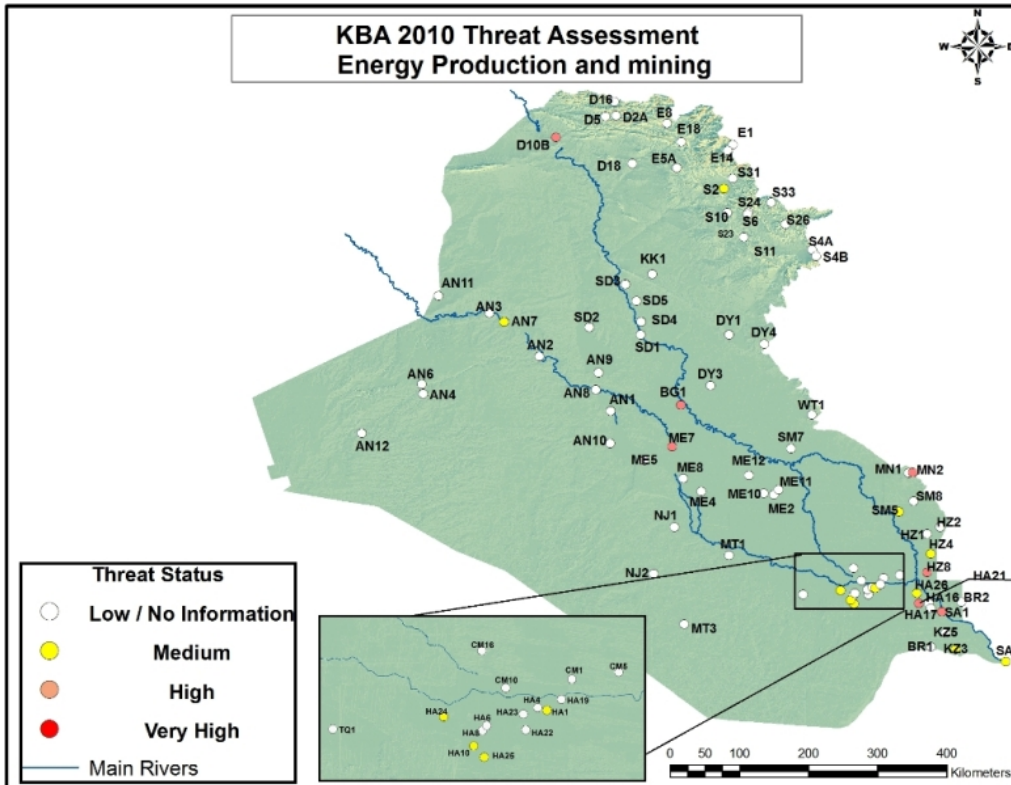 KBA 2010 Threat Assessment
Energy Production and mining
N
W
S
D16
D5
D2A
E8
E18
E1
D10B
D18
E5A
E14
S31
S2
S33
S24
S10
S6
S26
S23
S11
S4A
S4B
KK1
AN11
SD3
AN3
SD5
AN7
SD2
SD4
DY1
DY4
SD1
AN2
AN9
AN6
DY3
AN8
AN4
BG1
AN1
WT1
AN12
AN10
ME7
SM7
ME5
ME8
ME12
MN1
MN2
ME4
ME10
ME11
ME2
SM8
SM5
NJ1
HZ1
HZ2
MT1
HZ4
NJ2
HZ8
HA21
HA26
HA16
BR2
HA17
SA1
MT3
KZ5
BR1
KZ3
SA
Threat Status
Low / No Information
Medium
High
Very High
Main Rivers
CM16
CM1
CM5
CM10
HA4
HA19
HA24
HA23
HA1
HA6
TQ1
HA8
HA22
HA10
HA25
0 50 100 200 300 400
Kilometers